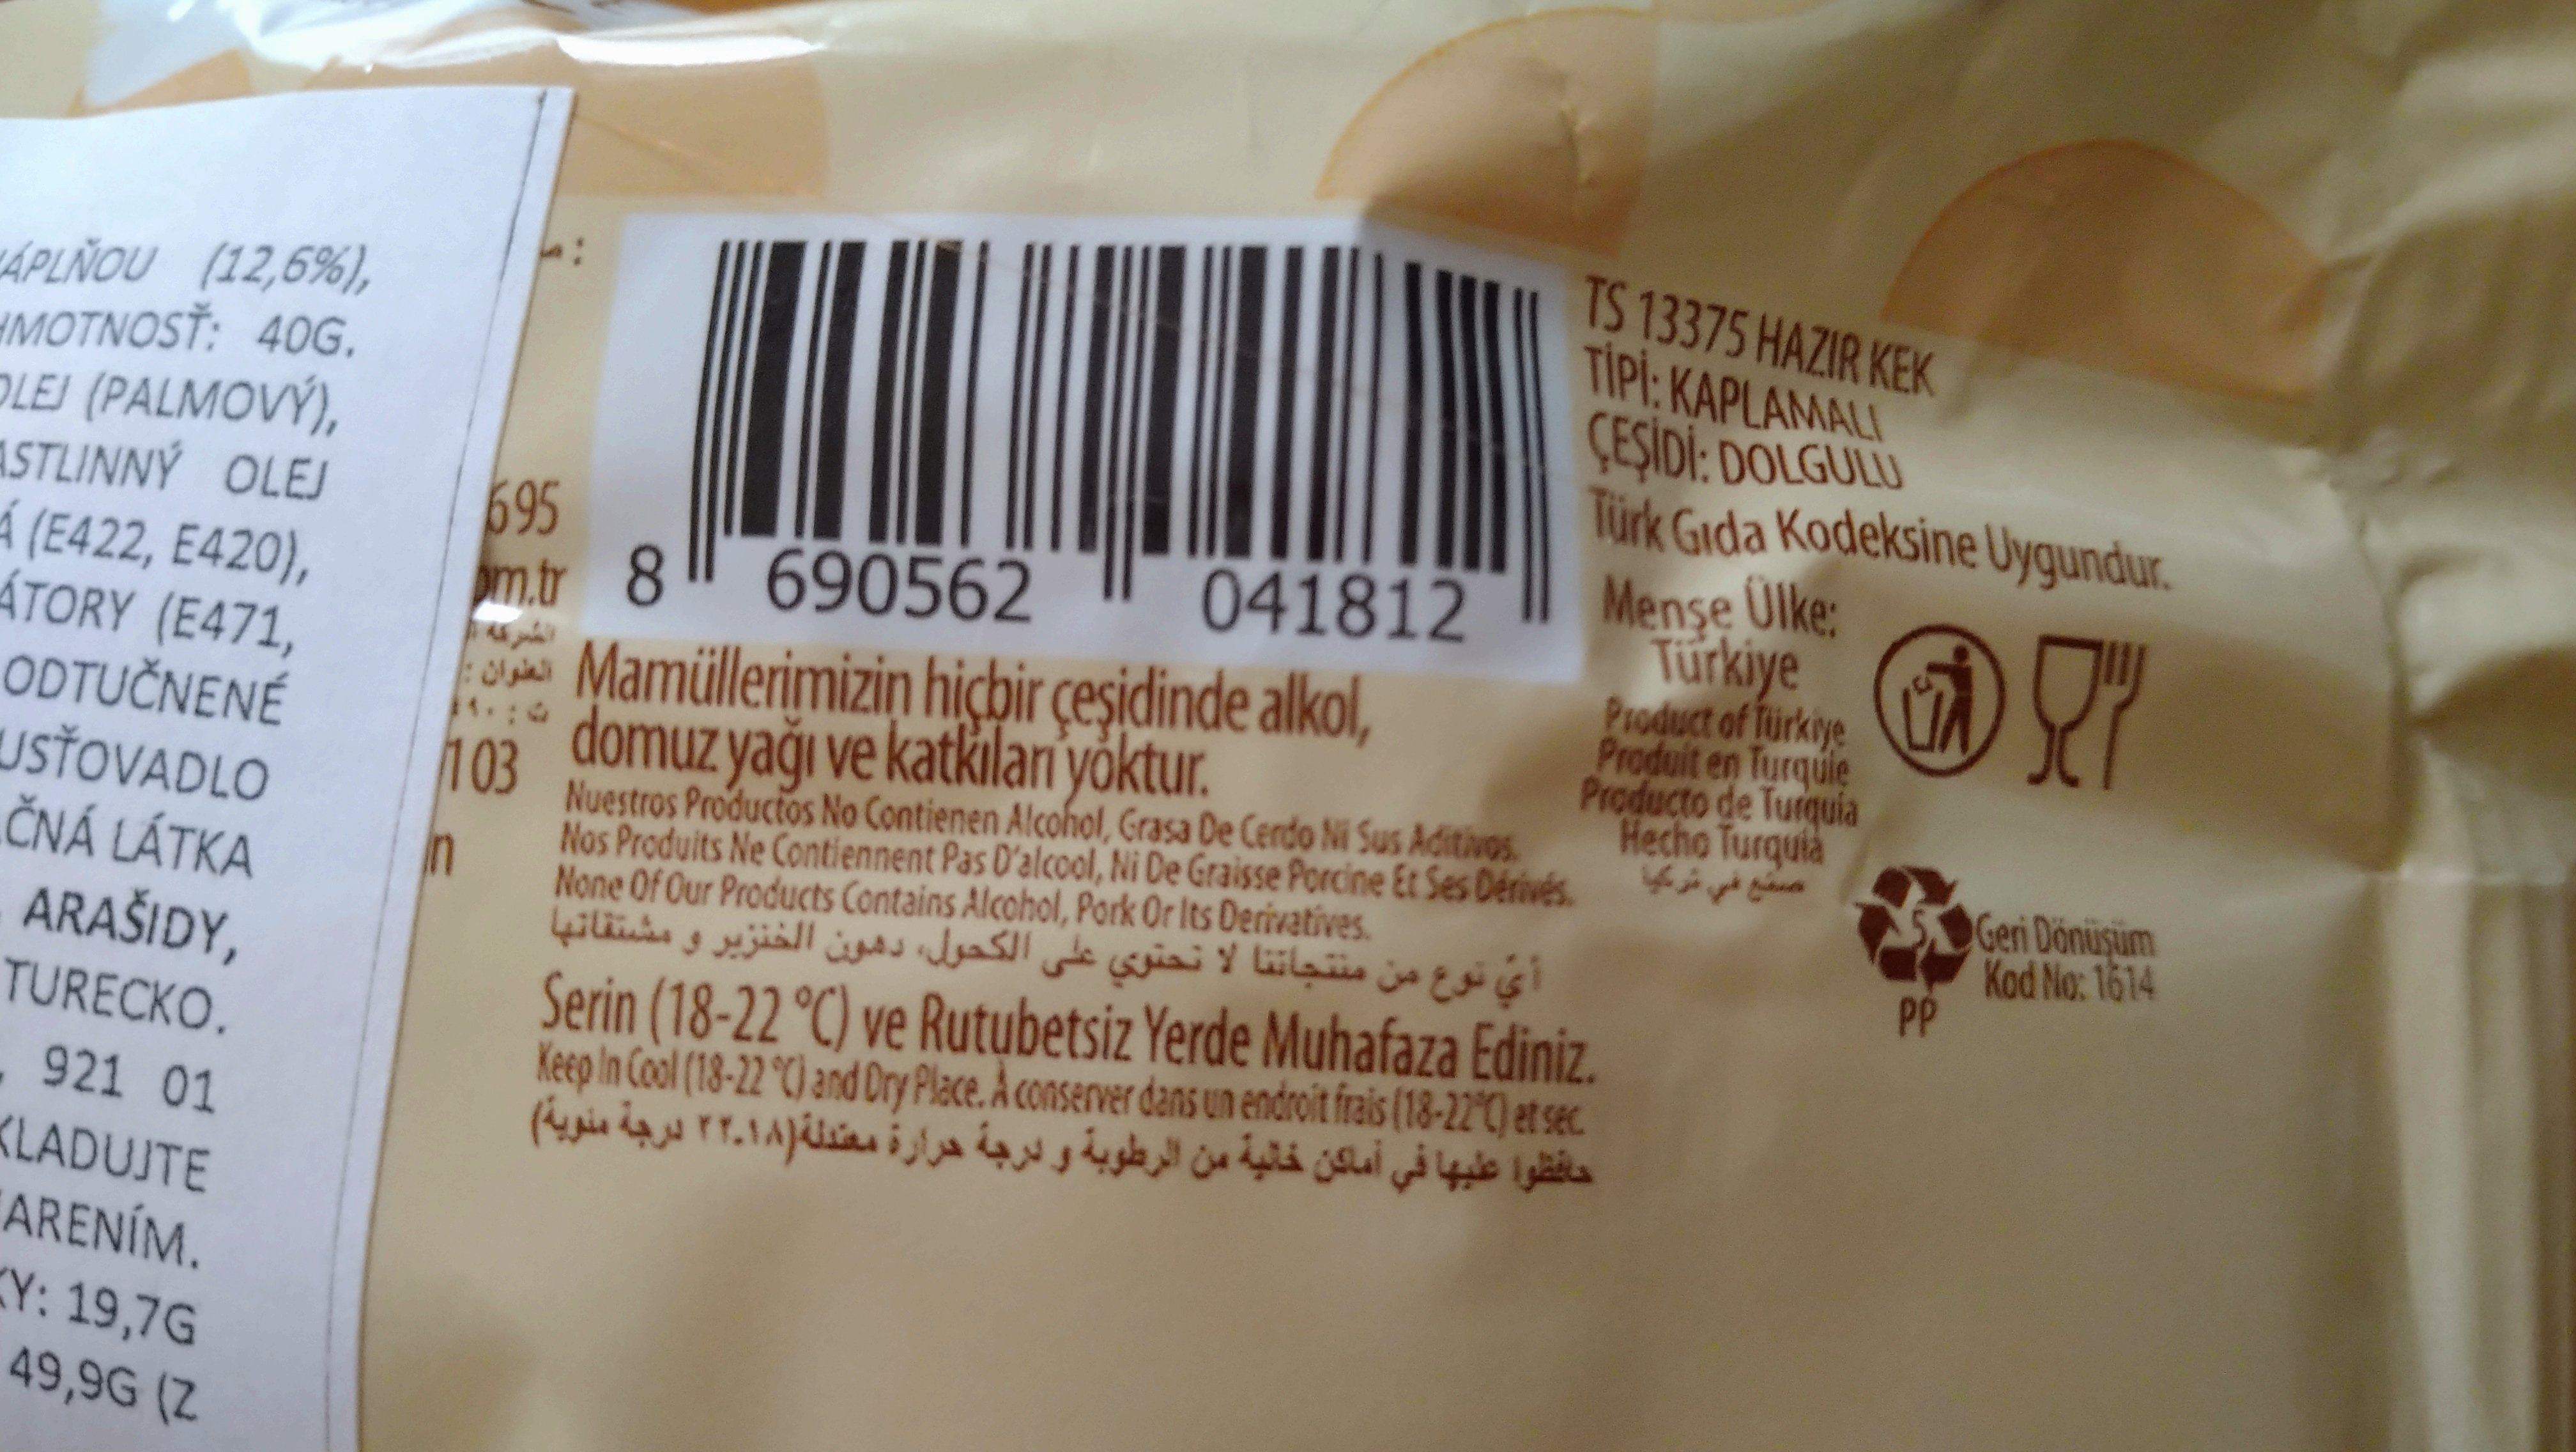 ÁPLŇOU (12,6%),
HMOTNOSŤ: 40G.
OLEJ (PALMOVÝ),
ASTLINNÝ OLEJ
Á (E422, E420),
ÁTORY (E471,
ODTUČNENÉ
USŤOVADLO
ČNÁ LÁTKA
ARAŠIDY,
TURECKO.
, 921 01
KLADUJTE
ARENÍM.
KY: 19,7G
49,9G (Z
695
om.tr
الشركة
العنوان :
103
n
8 690562 041812
Mamüllerimizin hiçbir çeşidinde alkol,
domuz yağı ve katkıları yoktur.
Nuestros Productos No Contienen Alcohol, Grasa De Cerdo Ni Sus Aditivos.
Nos Produits Ne Contiennent Pas D'alcool, Ni De Graisse Porcine Et Ses Dérivés.
None Of Our Products Contains Alcohol, Pork Or Its Derivatives.
أيّ نوع من منتجاتنا لا تحتوي على الكحول، دهون الخنزير و مشتقاتها
Serin (18-22 °C) ve Rutubetsiz Yerde Muhafaza Ediniz.
Keep In Cool (18-22 °C) and Dry Place. À conserver dans un endroit frais (18-22°C) et sec.
حافظوا عليها في أماكن خالية من الرطوبة و درجة حرارة معتدلة(١٨-٢٢ درجة مئوية)
TS 13375 HAZIR KEK
TİPİ: KAPLAMALI
ÇEŞİDİ: DOLGULU
Türk Gıda Kodeksine Uygundur.
Menşe Ülke:
Türkiye
Product of Türkiye
Produit en Turquie
Producto de Turquia
Hecho Turquia
صنع في تركيا
5
PP
Geri Dönüşüm
Kod No: 1614